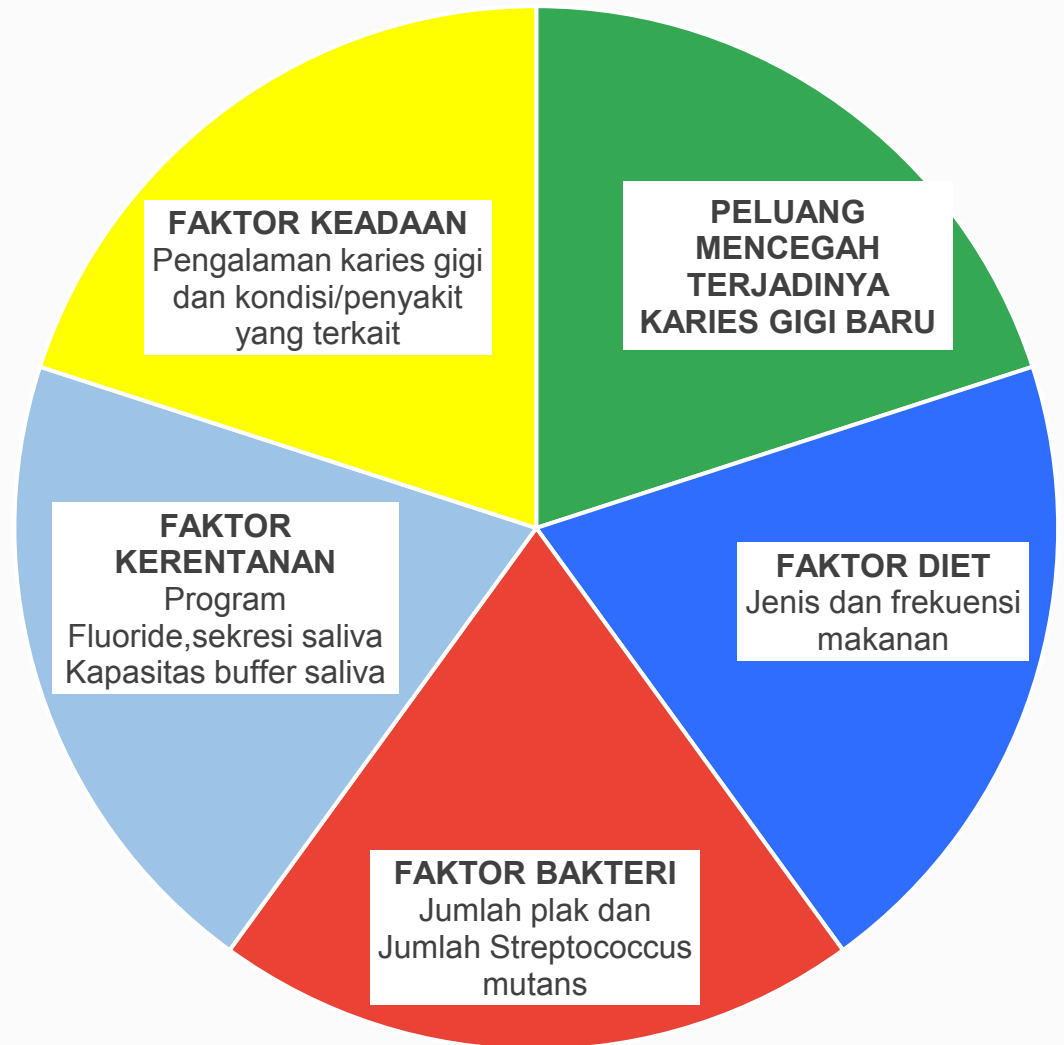 FAKTOR KEADAAN
Pengalaman karies gigi
dan kondisi/penyakit
yang terkait
PELUANG
MENCEGAH
TERJADINYA
KARIES GIGI BARU
FAKTOR
KERENTANAN
Program
Fluoride,sekresi saliva
Kapasitas buffer saliva
FAKTOR DIET
Jenis dan frekuensi
makanan
FAKTOR BAKTERI
Jumlah plak dan
Jumlah Streptococcus
mutans